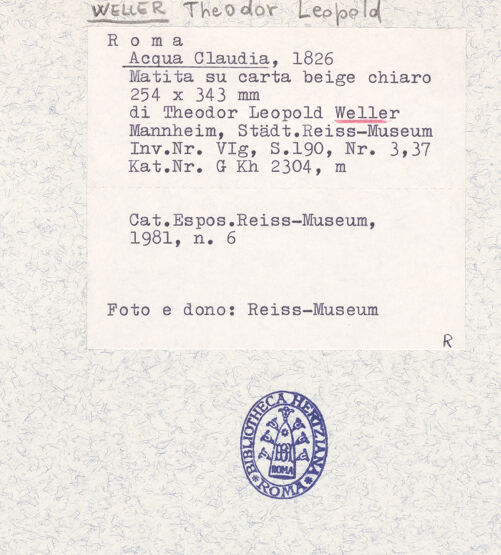 WELLER Theodor Leopold
Roma
Acqua Claudia, 1826
Matita su carta beige chiaro
254 x 343 mm
di Theodor Leopold Weller
Mannheim, Städt.Reiss-Museum
Inv.Nr. VIg, S.190, Nr. 3,37
Kat.Nr. G Kh 2304, m
Cat.Espos.Reiss-Museum,
1981, n. 6
Foto e dono: Reiss-Museum
R
BIBLIOTHECA HERTZIANA
ROMA
ROMA